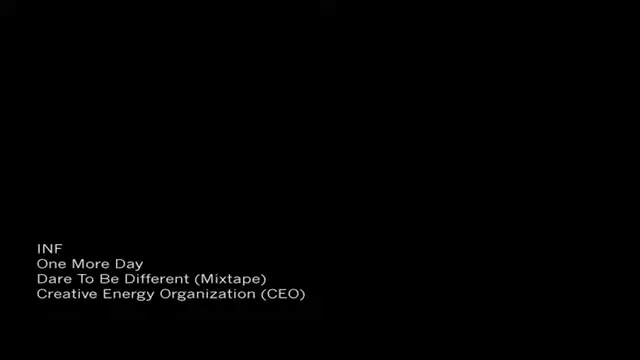 INF
One More Day
Dare To Be Different (Mixtape)
Creative Energy Organization (CEO)